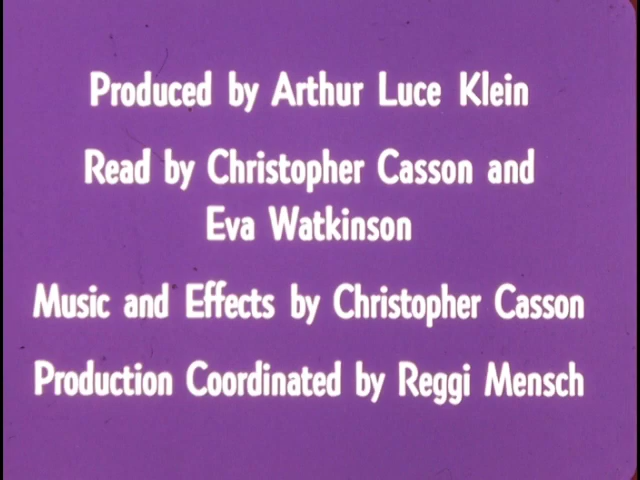 Produced by Arthur Luce Klein
Read by Christopher Casson and
Eva Watkinson
Music and Effects by Christopher Casson
Production Coordinated by Reggi Mensch